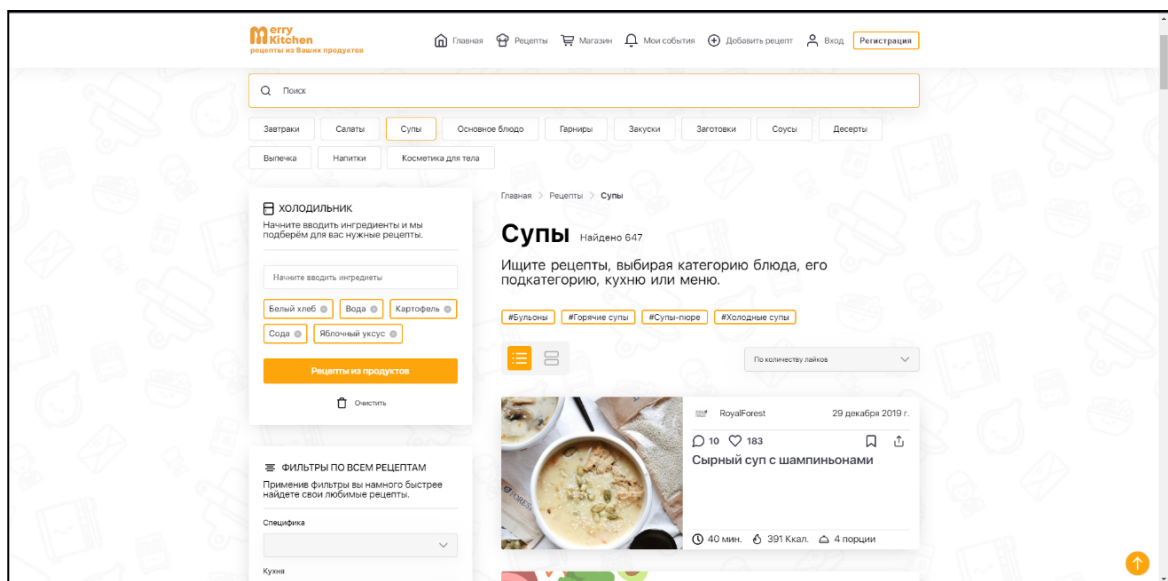 Merry
Kitchen
рецепты из Ваших продуктов
Главная Рецепты Магазин Мои события Добавить рецепт Вход Регистрация
Поиск
Завтраки Салаты Супы Основное блюдо Гарниры Закуски Заготовки Соусы Десерты
Выпечка Напитки Косметика для тела
ХОЛОДИЛЬНИК
Начните вводить ингредиенты и мы
подберём для вас нужные рецепты.
Начните вводить ингредиеты
Белый хлеб Вода Картофель
Сода Яблочный уксус
Рецепты из продуктов
Очистить
ФИЛЬТРЫ ПО ВСЕМ РЕЦЕПТАМ
Применив фильтры вы намного быстрее
найдете свои любимые рецепты.
Специфика
Кухня
Главная > Рецепты > Супы
Супы Найдено 647
Ищите рецепты, выбирая категорию блюда, его
подкатегорию, кухню или меню.
#Бульоны #Горячие супы #Супы-пюре #Холодные супы
По количеству лайков
RoyalForest 29 декабря 2019 г.
10 183
Сырный суп с шампиньонами
40 мин. 391 Ккал. 4 порции